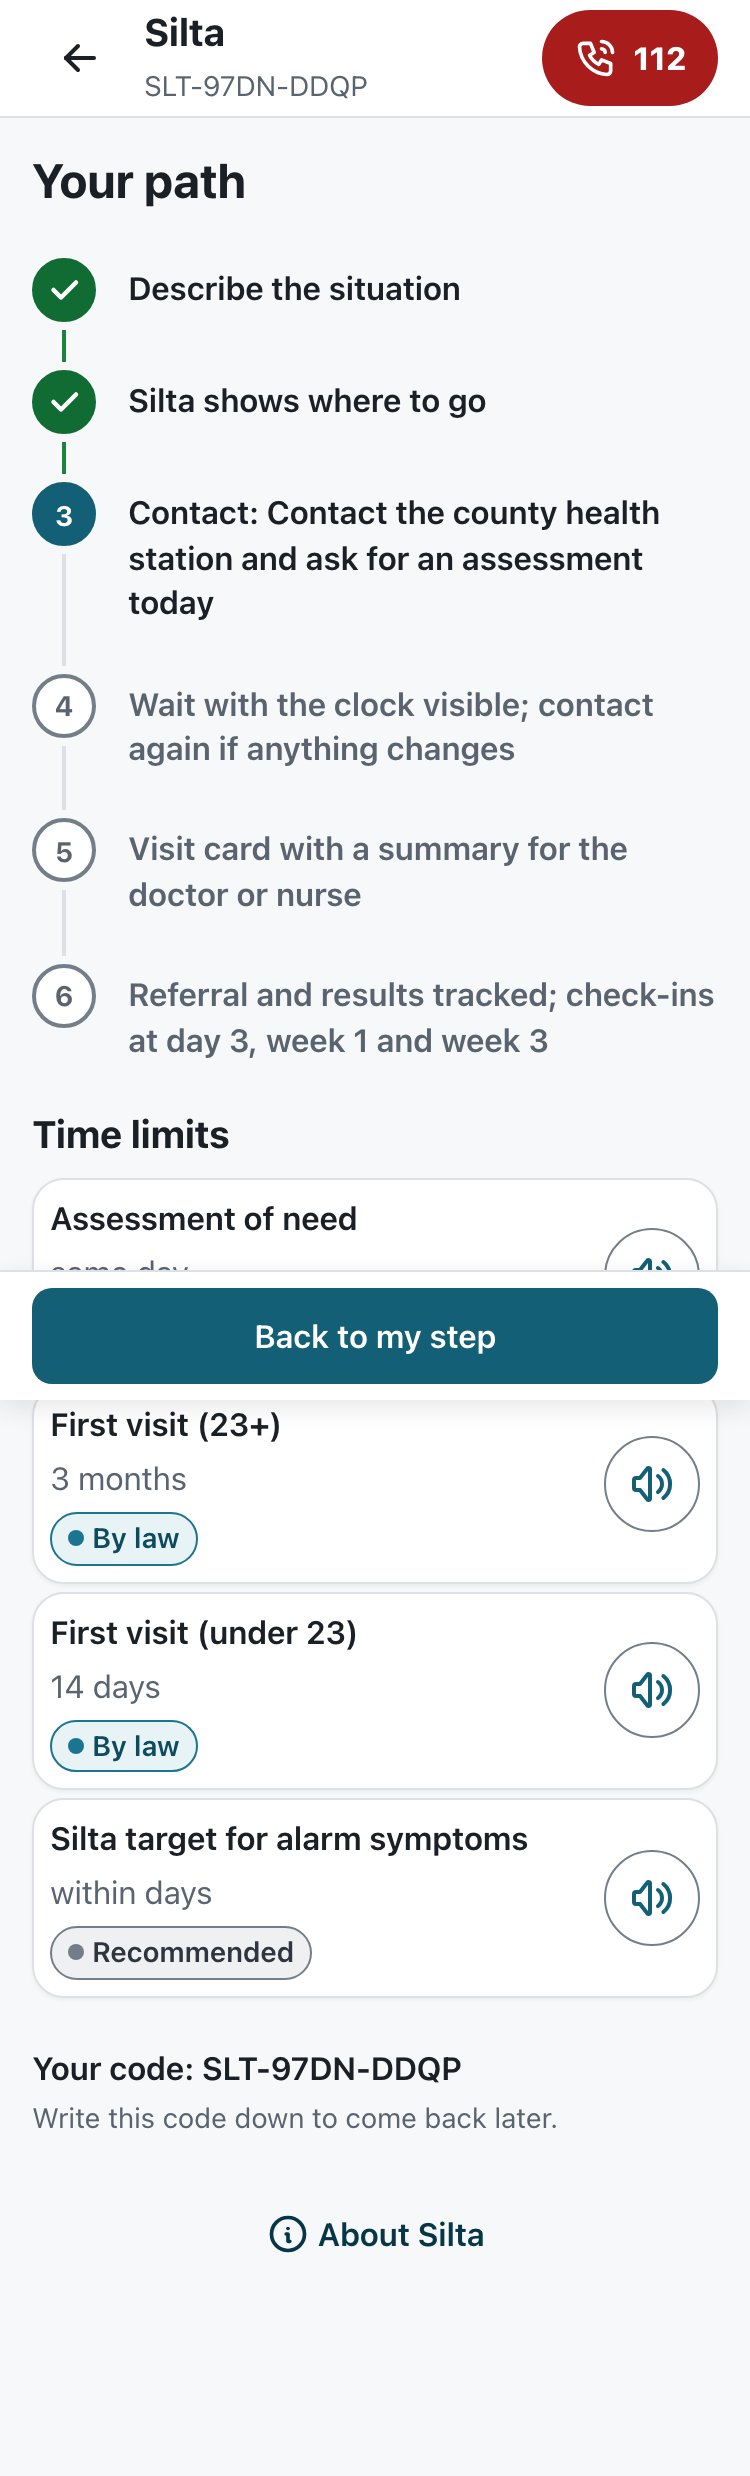 Silta
SLT-97DN-DDQP
112
Your path
Describe the situation
Silta shows where to go
3
Contact: Contact the county health
station and ask for an assessment
today
4
Wait with the clock visible; contact
again if anything changes
5
Visit card with a summary for the
doctor or nurse
6
Referral and results tracked; check-ins
at day 3, week 1 and week 3
Time limits
Assessment of need
same day
Back to my step
First visit (23+)
3 months
By law
First visit (under 23)
14 days
By law
Silta target for alarm symptoms
within days
Recommended
Your code: SLT-97DN-DDQP
Write this code down to come back later.
About Silta